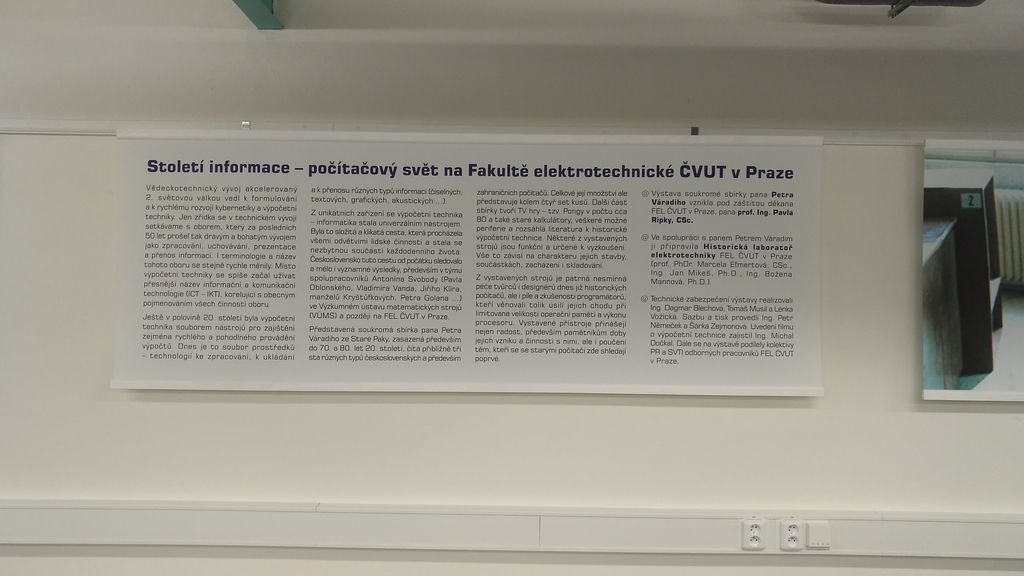 Století informace – počítačový svět na Fakultě elektrotechnické ČVUT v Praze
Vědeckotechnický vývoj akcelerovaný
2. světovou válkou vedl k formulování
a k rychlému rozvoji kybernetiky a výpočetní
techniky. Jen zřídka se v technickém vývoji
setkáváme s oborem, který za posledních
50 let prošel tak dravým a bohatým vývojem
jako zpracování, uchovávání, prezentace
a přenos informací. I terminologie a název
tohoto oboru se stejně rychle měnily. Místo
výpočetní techniky se spíše začal užívat
přesnější název informační a komunikační
technologie (ICT – IKT), korelující s obecným
pojmenováním všech činností oboru.
Ještě v polovině 20. století byla výpočetní
technika souborem nástrojů pro zajištění
zejména rychlého a pohodlného provádění
výpočtů. Dnes je to soubor prostředků
– technologií ke zpracování, k ukládání
a k přenosu různých typů informací (číselných,
textových, grafických, akustických ...).
Z unikátních zařízení se výpočetní technika
– informatika stala univerzálním nástrojem.
Byla to složitá a klikatá cesta, která procházela
všemi odvětvími lidské činnosti a stala se
nezbytnou součástí každodenního života.
Československo tuto cestu od počátku sledovalo
a mělo i významné výsledky, především v týmu
spolupracovníků Antonína Svobody (Pavla
Oblonského, Vladimíra Vanda, Jiřího Klíra,
manželů Kryštůfkových, Petra Golana ...)
ve Výzkumném ústavu matematických strojů
(VÚMS) a později na FEL ČVUT v Praze.
Představená soukromá sbírka pana Petra
Váradiho ze Staré Paky, zasazená především
do 70. a 80. let 20. století, čítá přibližně tři
sta různých typů československých a především
zahraničních počítačů. Celkové její množství ale
představuje kolem čtyř set kusů. Další část
sbírky tvoří TV hry – tzv. Pongy v počtu cca
80 a také staré kalkulátory, veškeré možné
periferie a rozsáhlá literatura k historické
výpočetní technice. Některé z vystavených
strojů jsou funkční a určené k vyzkoušení.
Vše to závisí na charakteru jejich stavby,
součástkách, zacházení i skladování.
Z vystavených strojů je patrná nesmírná
péče tvůrců i designérů dnes již historických
počítačů, ale i píle a zkušenosti programátorů,
kteří věnovali tolik úsilí jejich chodu při
limitované velikosti operační paměti a výkonu
procesoru. Vystavené přístroje přinášejí
nejen radost, především pamětníkům doby
jejich vzniku a činnosti s nimi, ale i poučení
těm, kteří se se starými počítači zde shledají
poprvé.
@ Výstava soukromé sbírky pana Petra
Váradiho vznikla pod záštitou děkana
FEL ČVUT v Praze, pana prof. Ing. Pavla
Ripky, CSc.
@ Ve spolupráci s panem Petrem Váradim
ji připravila Historická laboratoř
elektrotechniky FEL ČVUT v Praze
(prof. PhDr. Marcela Efmertová, CSc.,
Ing. Jan Mikeš, Ph.D., Ing. Božena
Mannová, Ph.D.).
@ Technické zabezpečení výstavy realizovali
Ing. Dagmar Blechová, Tomáš Musil a Lenka
Vožická. Sazbu a tisk provedli Ing. Petr
Němeček a Šárka Zejmonová. Uvedení filmu
o výpočetní technice zajistil Ing. Michal
Dočkal. Dále se na výstavě podílely kolektivy
PR a SVTI odborných pracovníků FEL ČVUT
v Praze.
2